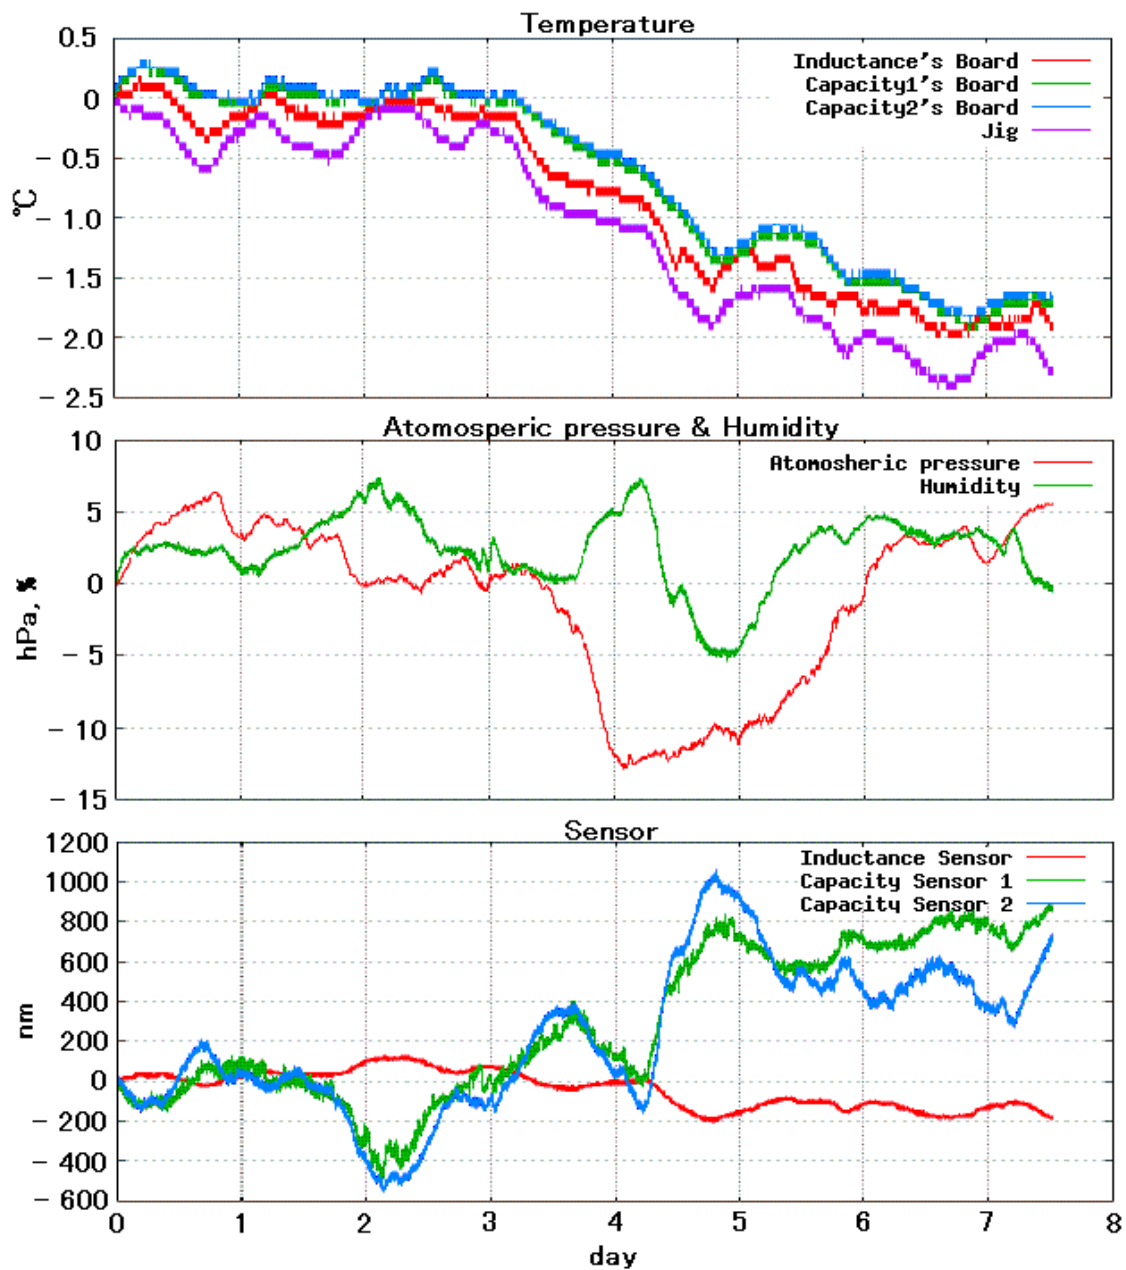 Temperature
0.5
0
- 0.5
- 1.0
- 1.5
- 2.0
- 2.5
℃
Inductance's Board
Capacity1's Board
Capacity2's Board
Jig
Atomosperic pressure & Humidity
10
5
0
- 5
- 10
- 15
hPa, %
Atomosheric pressure
Humidity
Sensor
1200
1000
800
600
400
200
0
- 200
- 400
- 600
nm
Inductance Sensor
Capacity Sensor 1
Capacity Sensor 2
0 1 2 3 4 5 6 7 8
day